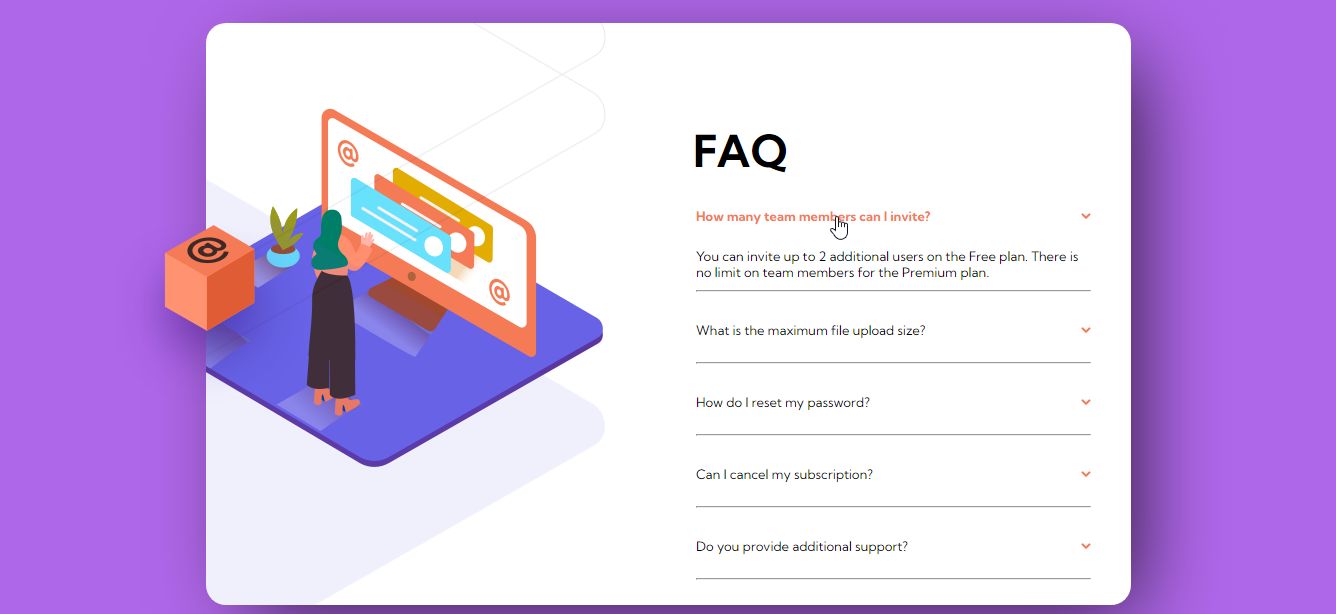 @
@
@
FAQ
How many team members can I invite?
You can invite up to 2 additional users on the Free plan. There is
no limit on team members for the Premium plan.
What is the maximum file upload size?
How do I reset my password?
Can I cancel my subscription?
Do you provide additional support?